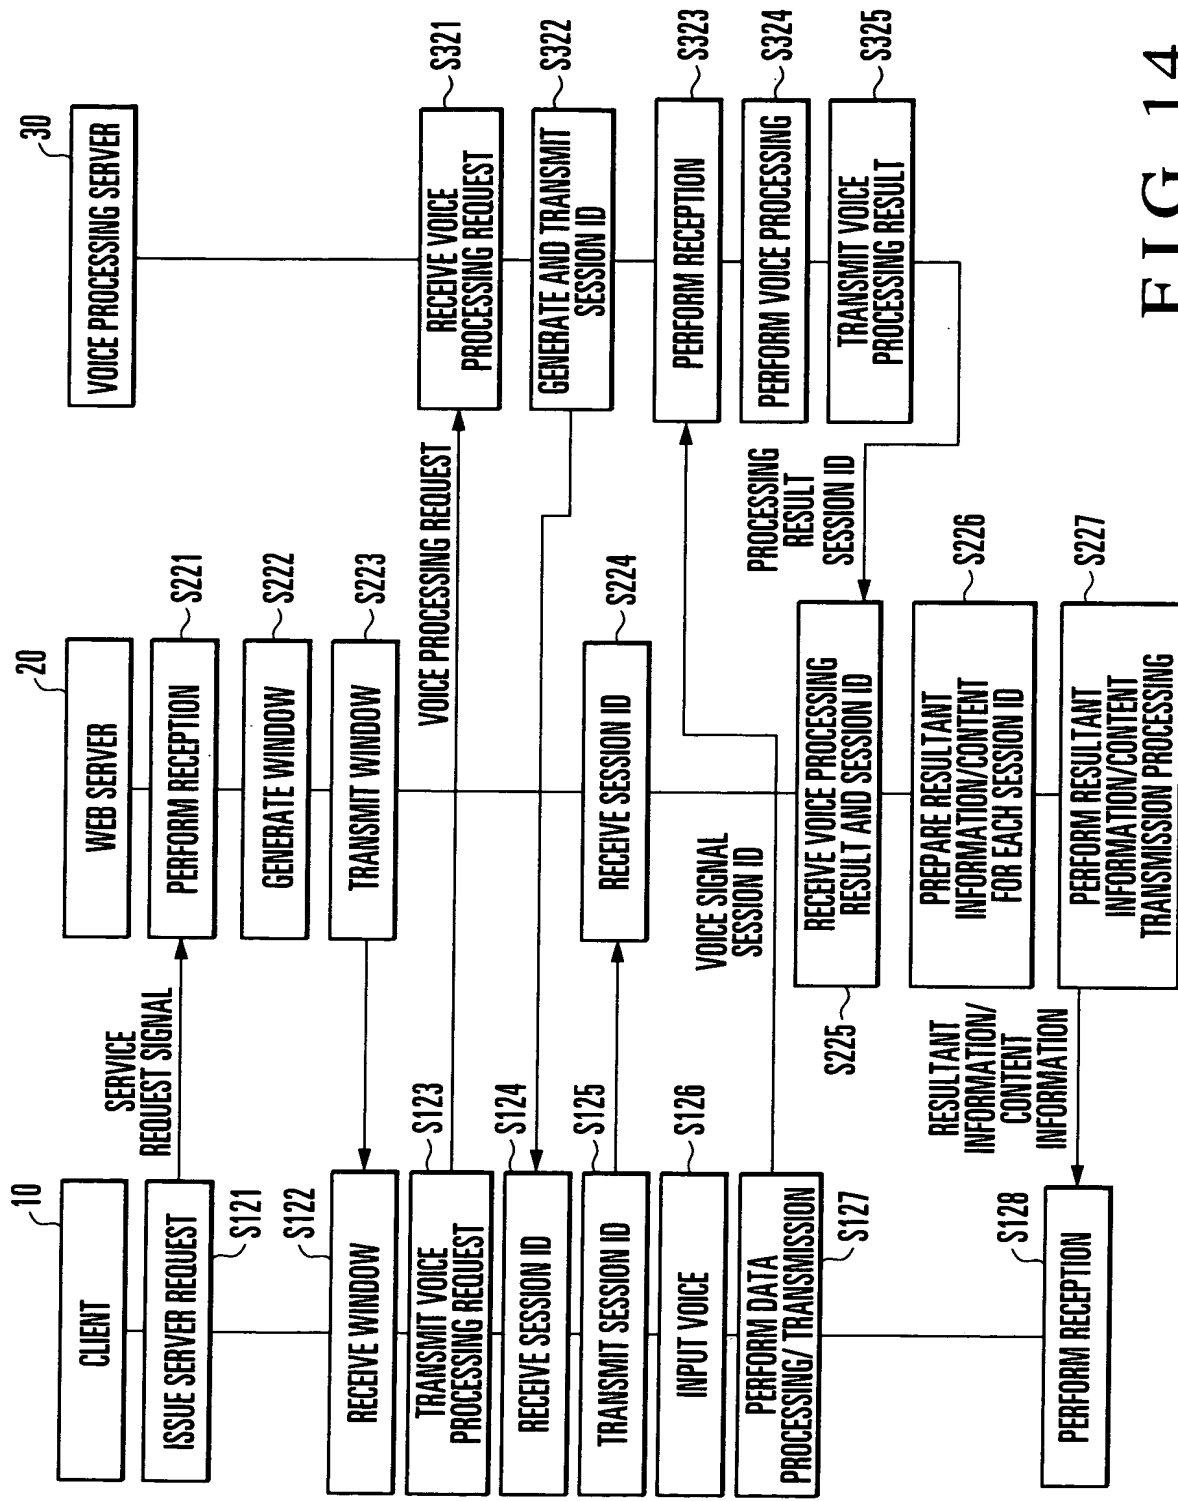 10
CLIENT
ISSUE SERVER REQUEST
S121
SERVICE
REQUEST SIGNAL
S122
RECEIVE WINDOW
TRANSMIT VOICE
PROCESSING REQUEST
S123
RECEIVE SESSION ID
S124
TRANSMIT SESSION ID
S125
INPUT VOICE
S126
PERFORM DATA
PROCESSING/ TRANSMISSION
S127
S128
PERFORM RECEPTION
20
WEB SERVER
PERFORM RECEPTION
S221
GENERATE WINDOW
S222
TRANSMIT WINDOW
S223
VOICE PROCESSING REQUEST
RECEIVE SESSION ID
S224
VOICE SIGNAL
SESSION ID
RECEIVE VOICE PROCESSING
RESULT AND SESSION ID
S225
PREPARE RESULTANT
INFORMATION/CONTENT
FOR EACH SESSION ID
S226
PERFORM RESULTANT
INFORMATION/CONTENT
TRANSMISSION PROCESSING
S227
RESULTANT
INFORMATION/
CONTENT
INFORMATION
30
VOICE PROCESSING SERVER
RECEIVE VOICE
PROCESSING REQUEST
S321
GENERATE AND TRANSMIT
SESSION ID
S322
PERFORM RECEPTION
S323
PERFORM VOICE PROCESSING
S324
TRANSMIT VOICE
PROCESSING RESULT
S325
PROCESSING
RESULT
SESSION ID
FIG. 14